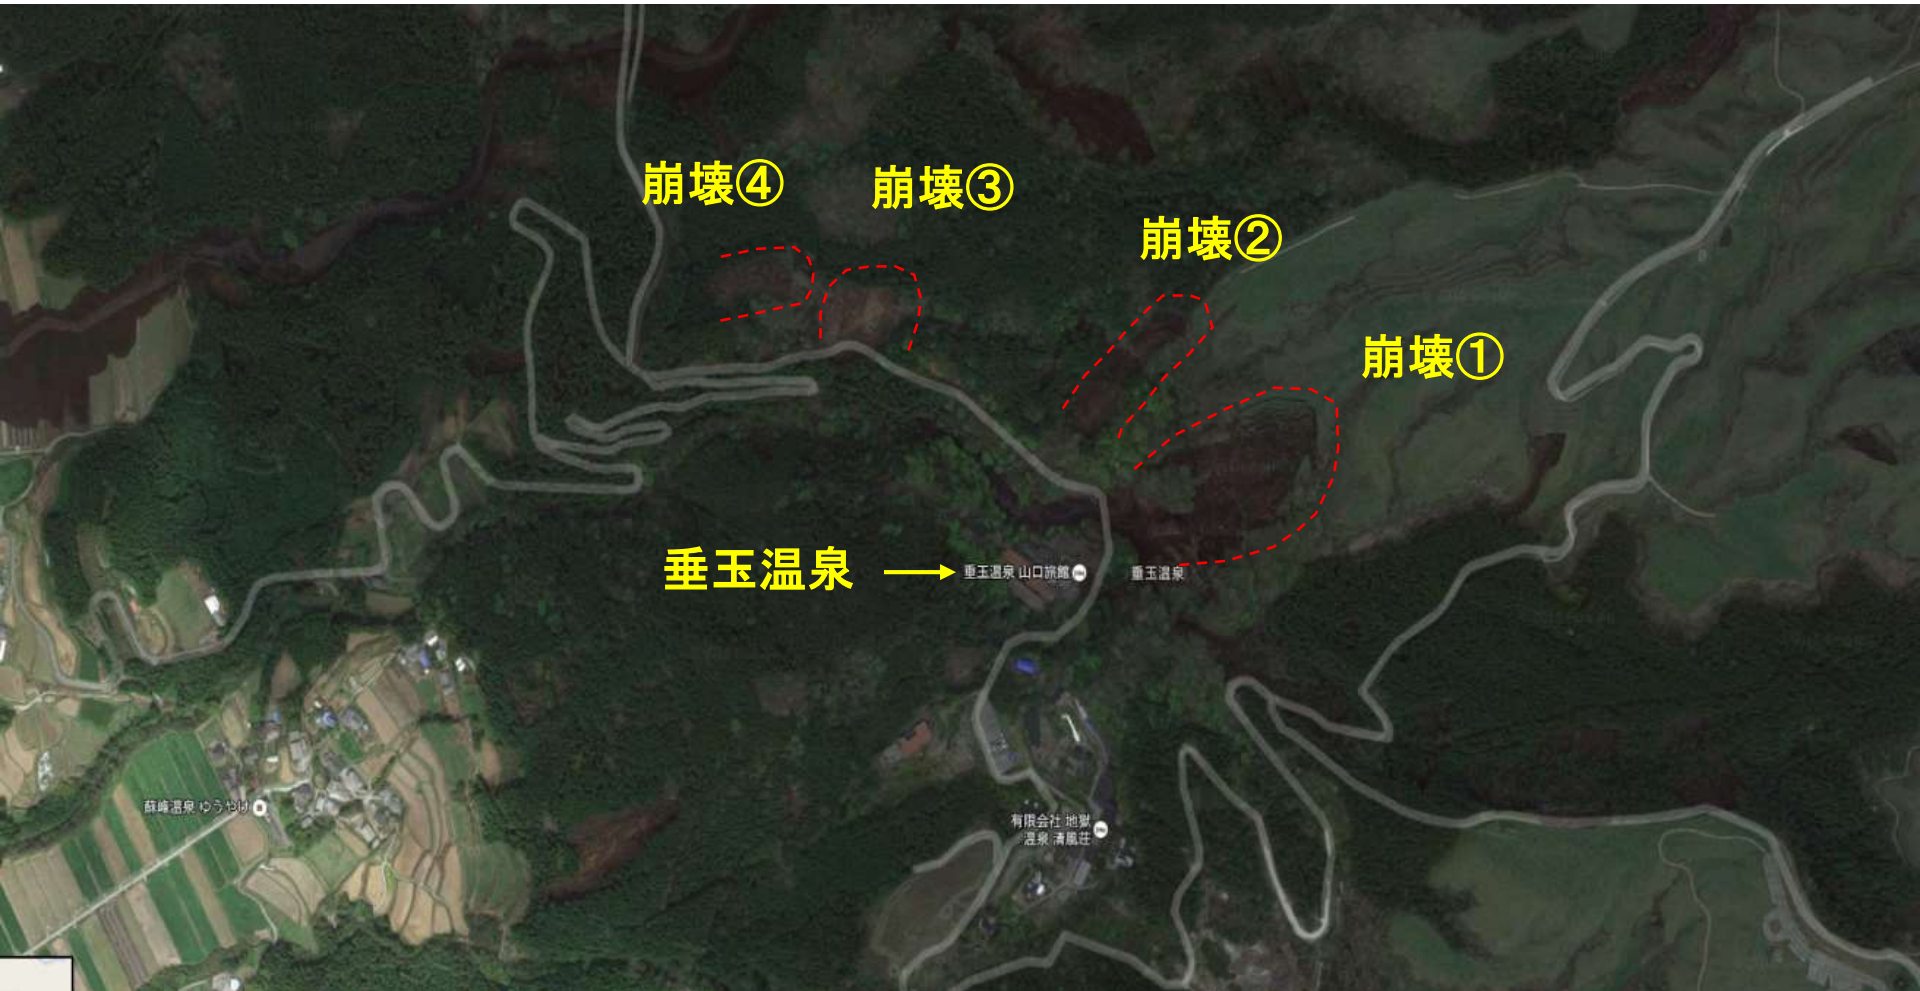 崩壊④
崩壊③
崩壊②
崩壊①
垂玉温泉
垂玉温泉 山口旅館
垂玉温泉
蘇峰温泉 ゆうやけ
有限会社 地獄
温泉 清風荘